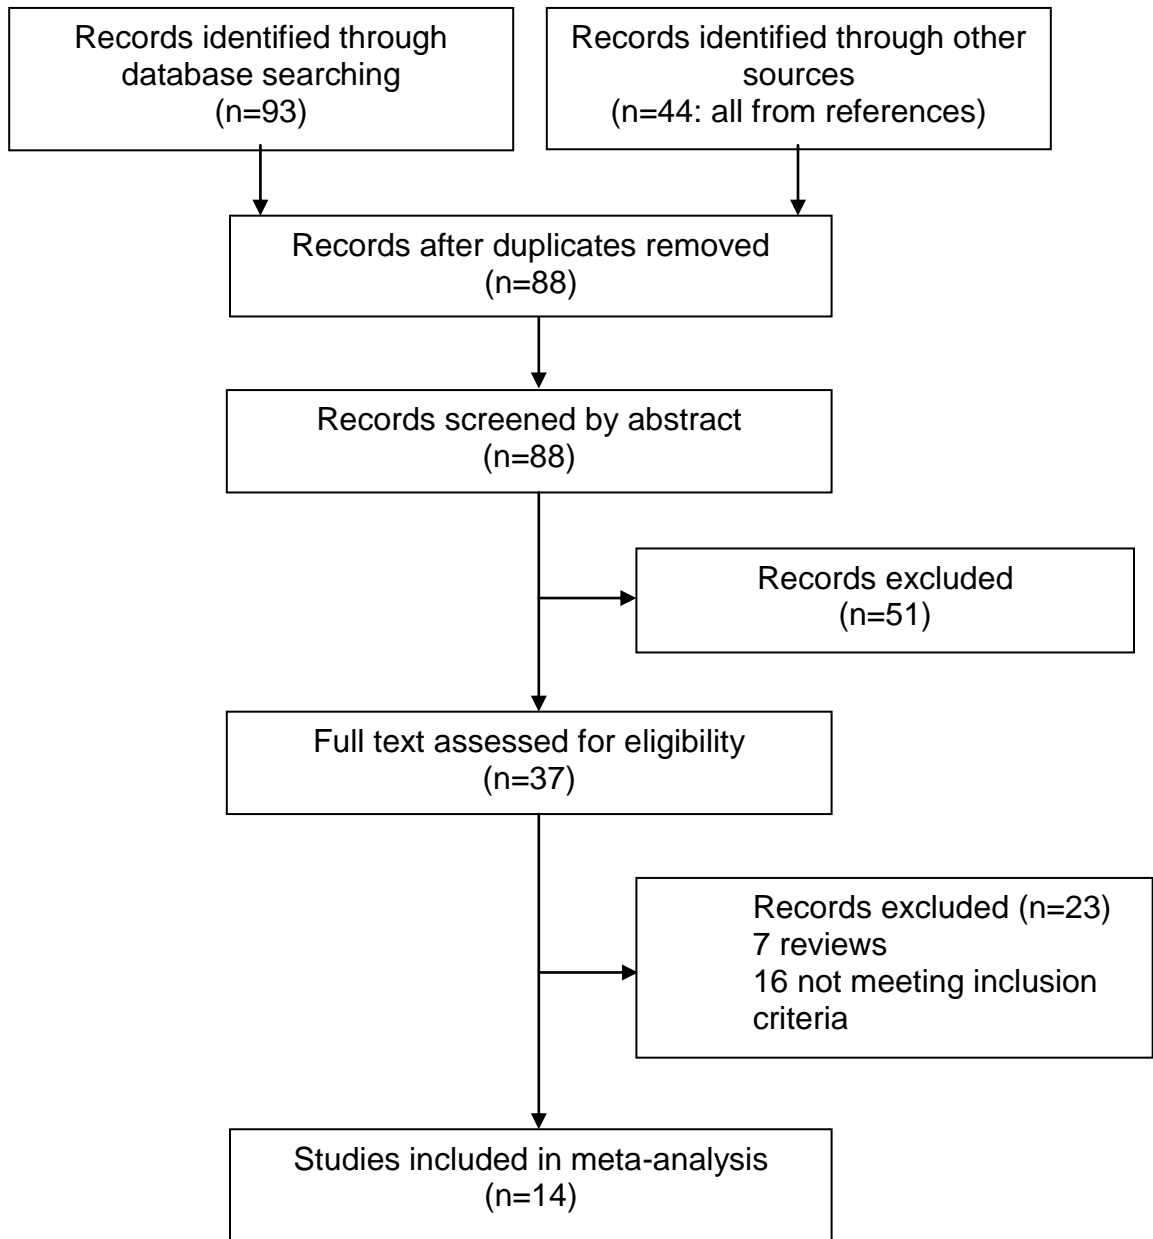 Records identified through
database searching
(n=93)
Records identified through other
sources
(n=44: all from references)
Records after duplicates removed
(n=88)
Records screened by abstract
(n=88)
Records excluded
(n=51)
Full text assessed for eligibility
(n=37)
Records excluded (n=23)
7 reviews
16 not meeting inclusion
criteria
Studies included in meta-analysis
(n=14)